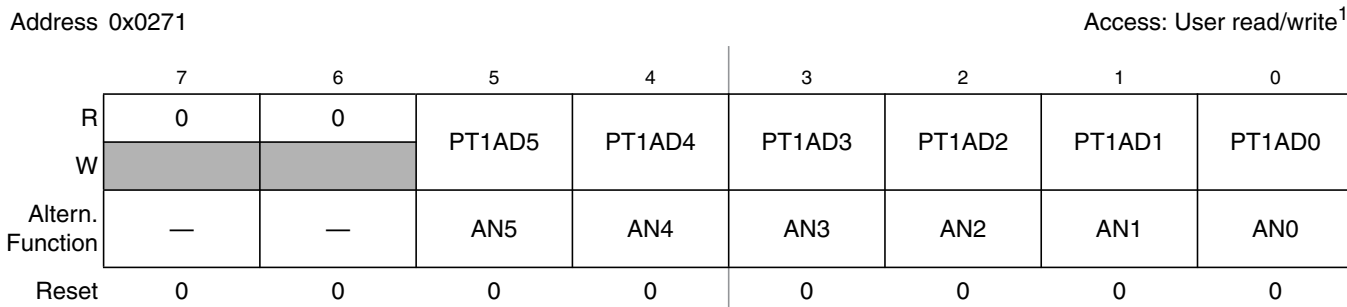 Address 0x0271 Access: User read/write1
7 6 5 4 3 2 1 0
R 0 0 PT1AD5 PT1AD4 PT1AD3 PT1AD2 PT1AD1 PT1AD0
W
Altern. Function — — AN5 AN4 AN3 AN2 AN1 AN0
Reset 0 0 0 0 0 0 0 0